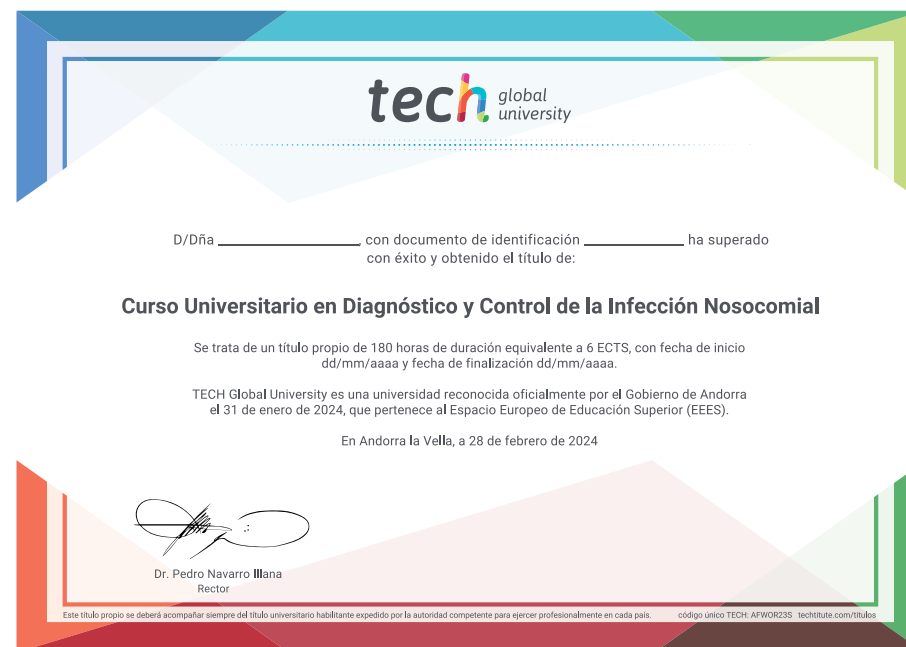 tech global university
D/Dña ____________________, con documento de identificación ______________ ha superado
con éxito y obtenido el título de:
Curso Universitario en Diagnóstico y Control de la Infección Nosocomial
Se trata de un título propio de 180 horas de duración equivalente a 6 ECTS, con fecha de inicio
dd/mm/aaaa y fecha de finalización dd/mm/aaaa.
TECH Global University es una universidad reconocida oficialmente por el Gobierno de Andorra
el 31 de enero de 2024, que pertenece al Espacio Europeo de Educación Superior (EEES).
En Andorra la Vella, a 28 de febrero de 2024
Dr. Pedro Navarro Illana
Rector
Este título propio se deberá acompañar siempre del título universitario habilitante expedido por la autoridad competente para ejercer profesionalmente en cada país. código único TECH: AFWOR23S techtitute.com/titulos